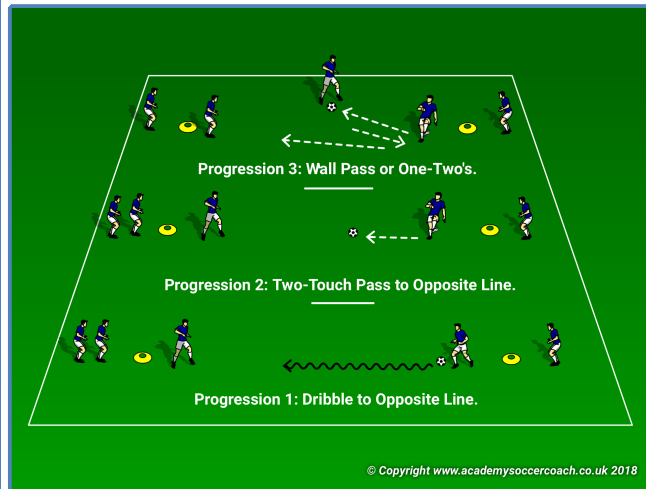 Progression 3: Wall Pass or One-Two's.
Progression 2: Two-Touch Pass to Opposite Line.
Progression 1: Dribble to Opposite Line.
© Copyright www.academysoccercoach.co.uk 2018